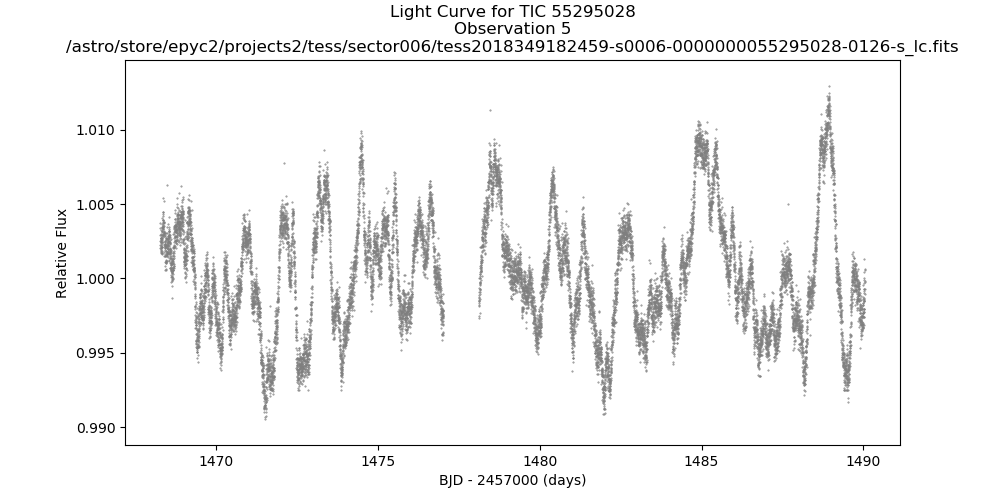 Light Curve for TIC 55295028
Observation 5
/astro/store/epyc2/projects2/tess/sector006/tess2018349182459-s0006-0000000055295028-0126-s_lc.fits
1.010
1.005
1.000
0.995
0.990
Relative Flux
1470
1475
1480
1485
1490
BJD - 2457000 (days)